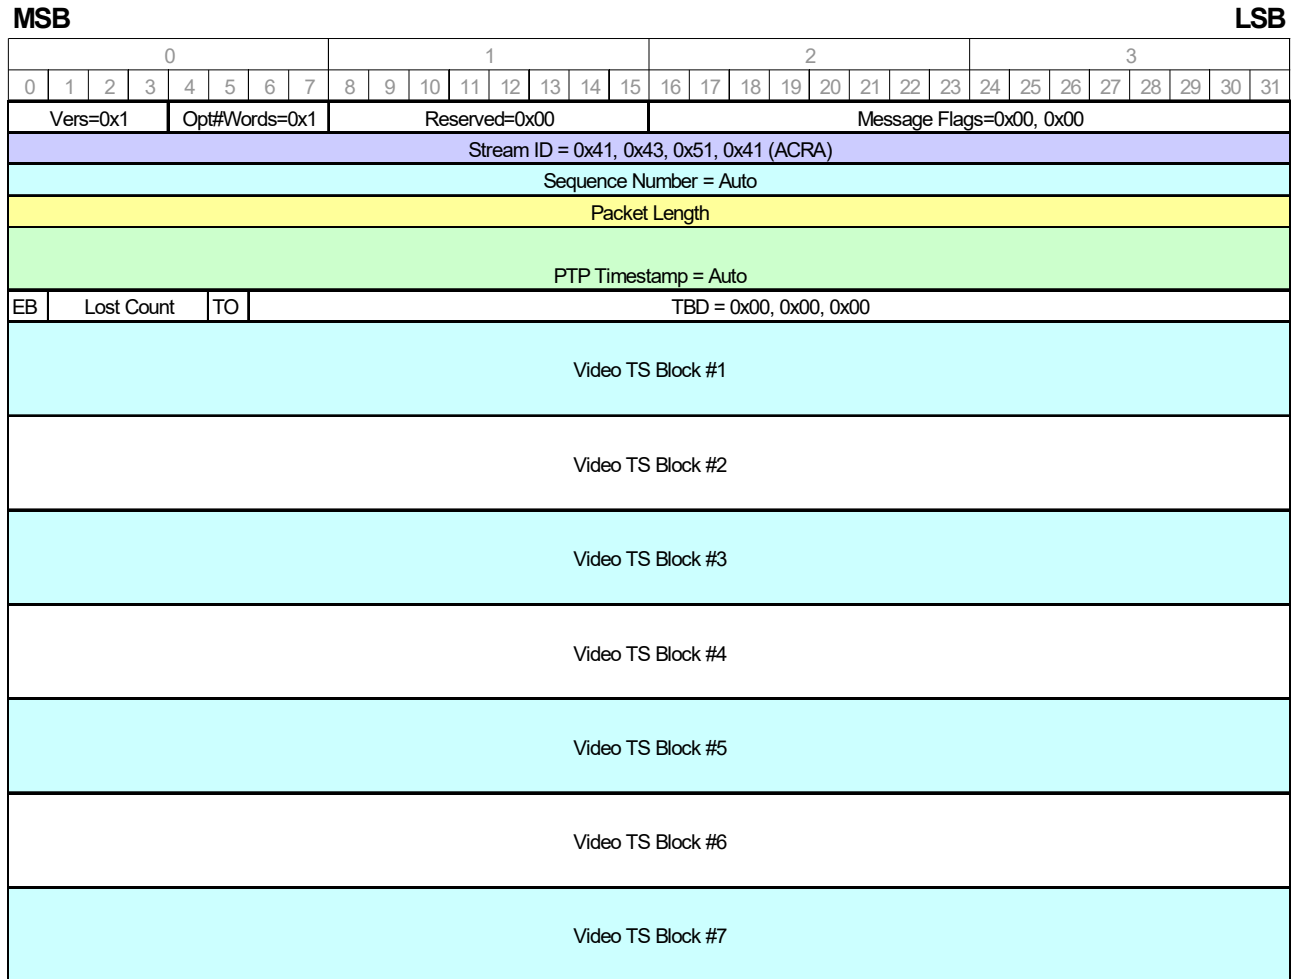 MSB LSB
0 1 2 3
0 1 2 3 4 5 6 7 8 9 10 11 12 13 14 15 16 17 18 19 20 21 22 23 24 25 26 27 28 29 30 31
Vers=0x1 Opt#Words=0x1 Reserved=0x00 Message Flags=0x00, 0x00
Stream ID = 0x41, 0x43, 0x51, 0x41 (ACRA)
Sequence Number = Auto
Packet Length
PTP Timestamp = Auto
EB Lost Count TO TBD = 0x00, 0x00, 0x00
Video TS Block #1
Video TS Block #2
Video TS Block #3
Video TS Block #4
Video TS Block #5
Video TS Block #6
Video TS Block #7